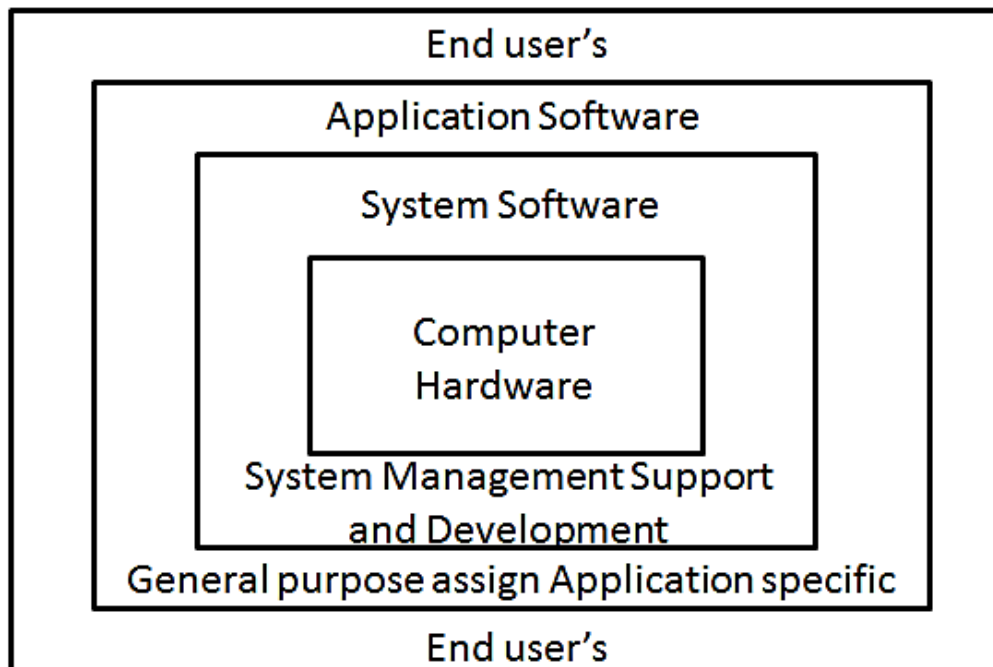 End user's
Application Software
System Software
Computer
Hardware
System Management Support
and Development
General purpose assign Application specific
End user's